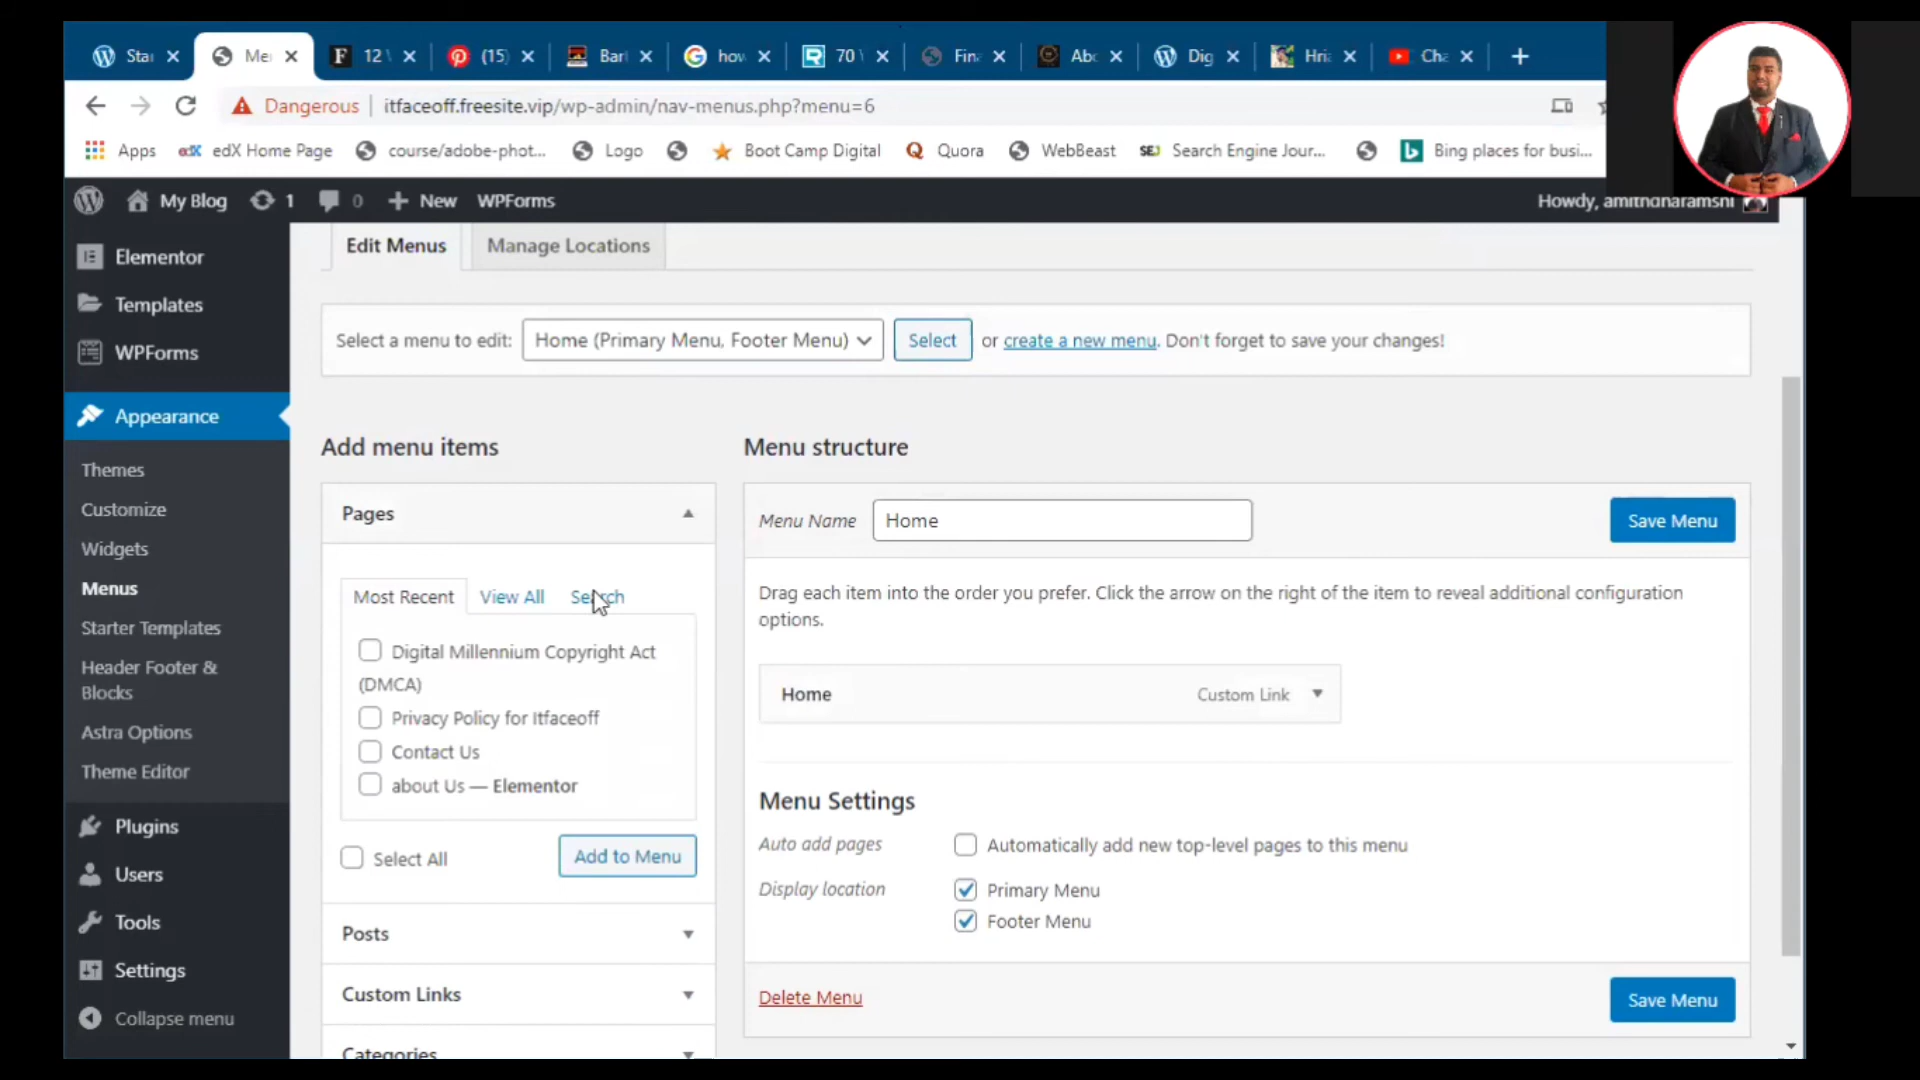 Sta
Me
12 \
(15)
Barl
how
70 \
Fin
Abo
Dig
Hri
Cha
Dangerous
itfaceoff.freesite.vip/wp-admin/nav-menus.php?menu=6
Apps
edX
edX Home Page
course/adobe-phot...
Logo
Boot Camp Digital
Quora
WebBeast
SEJ
Search Engine Jour...
Bing places for busi...
My Blog
1
0
New
WPForms
Howdy, amithdharamshi
Elementor
Templates
WPForms
Appearance
Themes
Customize
Widgets
Menus
Starter Templates
Header Footer &
Blocks
Astra Options
Theme Editor
Plugins
Users
Tools
Settings
Collapse menu
Edit Menus
Manage Locations
Select a menu to edit:
Home (Primary Menu, Footer Menu)
Select
or create a new menu. Don't forget to save your changes!
Add menu items
Pages
Most Recent
View All
Search
Digital Millennium Copyright Act
(DMCA)
Privacy Policy for Itfaceoff
Contact Us
about Us — Elementor
Select All
Add to Menu
Posts
Custom Links
Categories
Menu structure
Menu Name
Home
Save Menu
Drag each item into the order you prefer. Click the arrow on the right of the item to reveal additional configuration
options.
Home
Custom Link
Menu Settings
Auto add pages
Automatically add new top-level pages to this menu
Display location
Primary Menu
Footer Menu
Delete Menu
Save Menu